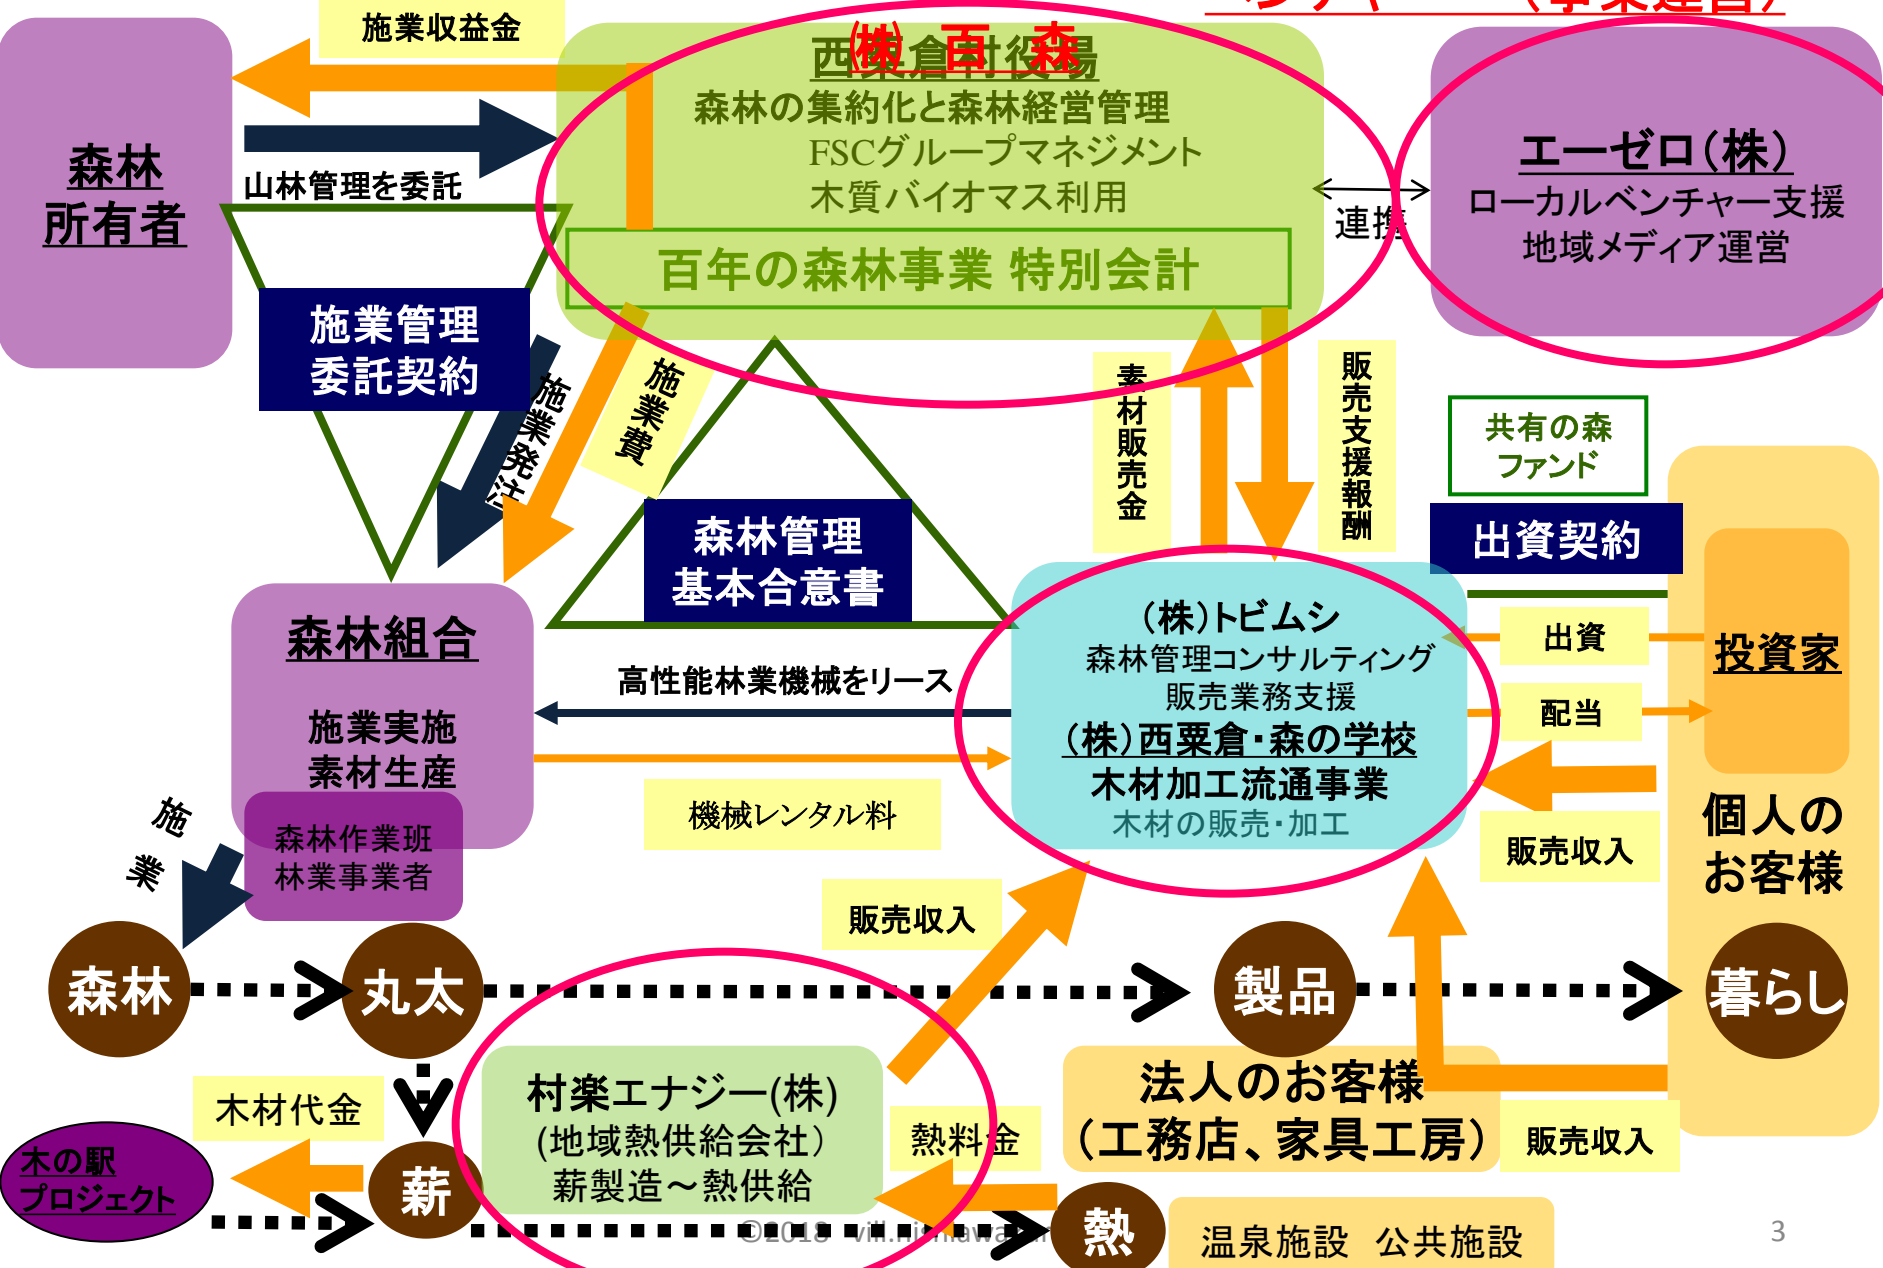 ベンチャー（事業運営）
施業収益金
㈱ 百 森
西粟倉村役場
森林の集約化と森林経営管理
FSCグループマネジメント
木質バイオマス利用
百年の森林事業 特別会計
森林
所有者
山林管理を委託
連携
エーゼロ（株）
ローカルベンチャー支援
地域メディア運営
施業管理
委託契約
施業発注
施業費
素材販売金
販売支援報酬
共有の森
ファンド
出資契約
森林管理
基本合意書
森林組合
施業実施
素材生産
森林作業班
林業事業者
高性能林業機械をリース
機械レンタル料
（株）トビムシ
森林管理コンサルティング
販売業務支援
（株）西粟倉・森の学校
木材加工流通事業
木材の販売・加工
出資
配当
投資家
販売収入
個人の
お客様
施業
販売収入
森林
丸太
製品
暮らし
木材代金
村楽エナジー(株)
(地域熱供給会社）
薪製造～熱供給
熱料金
法人のお客様
（工務店、家具工房）
販売収入
木の駅
プロジェクト
薪
熱
温泉施設　公共施設
©2018
3